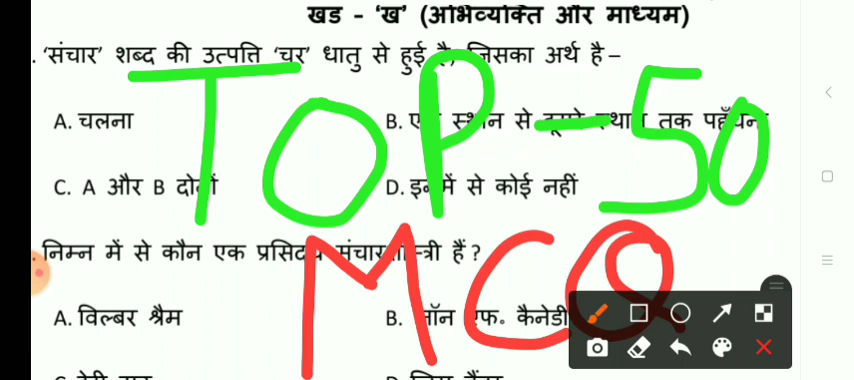 खंड - 'ख' (अभिव्यक्ति और माध्यम)
. 'संचार' शब्द की उत्पत्ति 'चर' धातु से हुई है, जिसका अर्थ है –
TOP-50
A. चलना B. एक स्थान से दूसरे स्थान तक पहुँचना
C. A और B दोनों D. इनमें से कोई नहीं
MCQ
. निम्न में से कौन एक प्रसिद्ध संचारशास्त्री हैं ?
A. विल्बर श्रैम B. जॉन एफ. कैनेडी